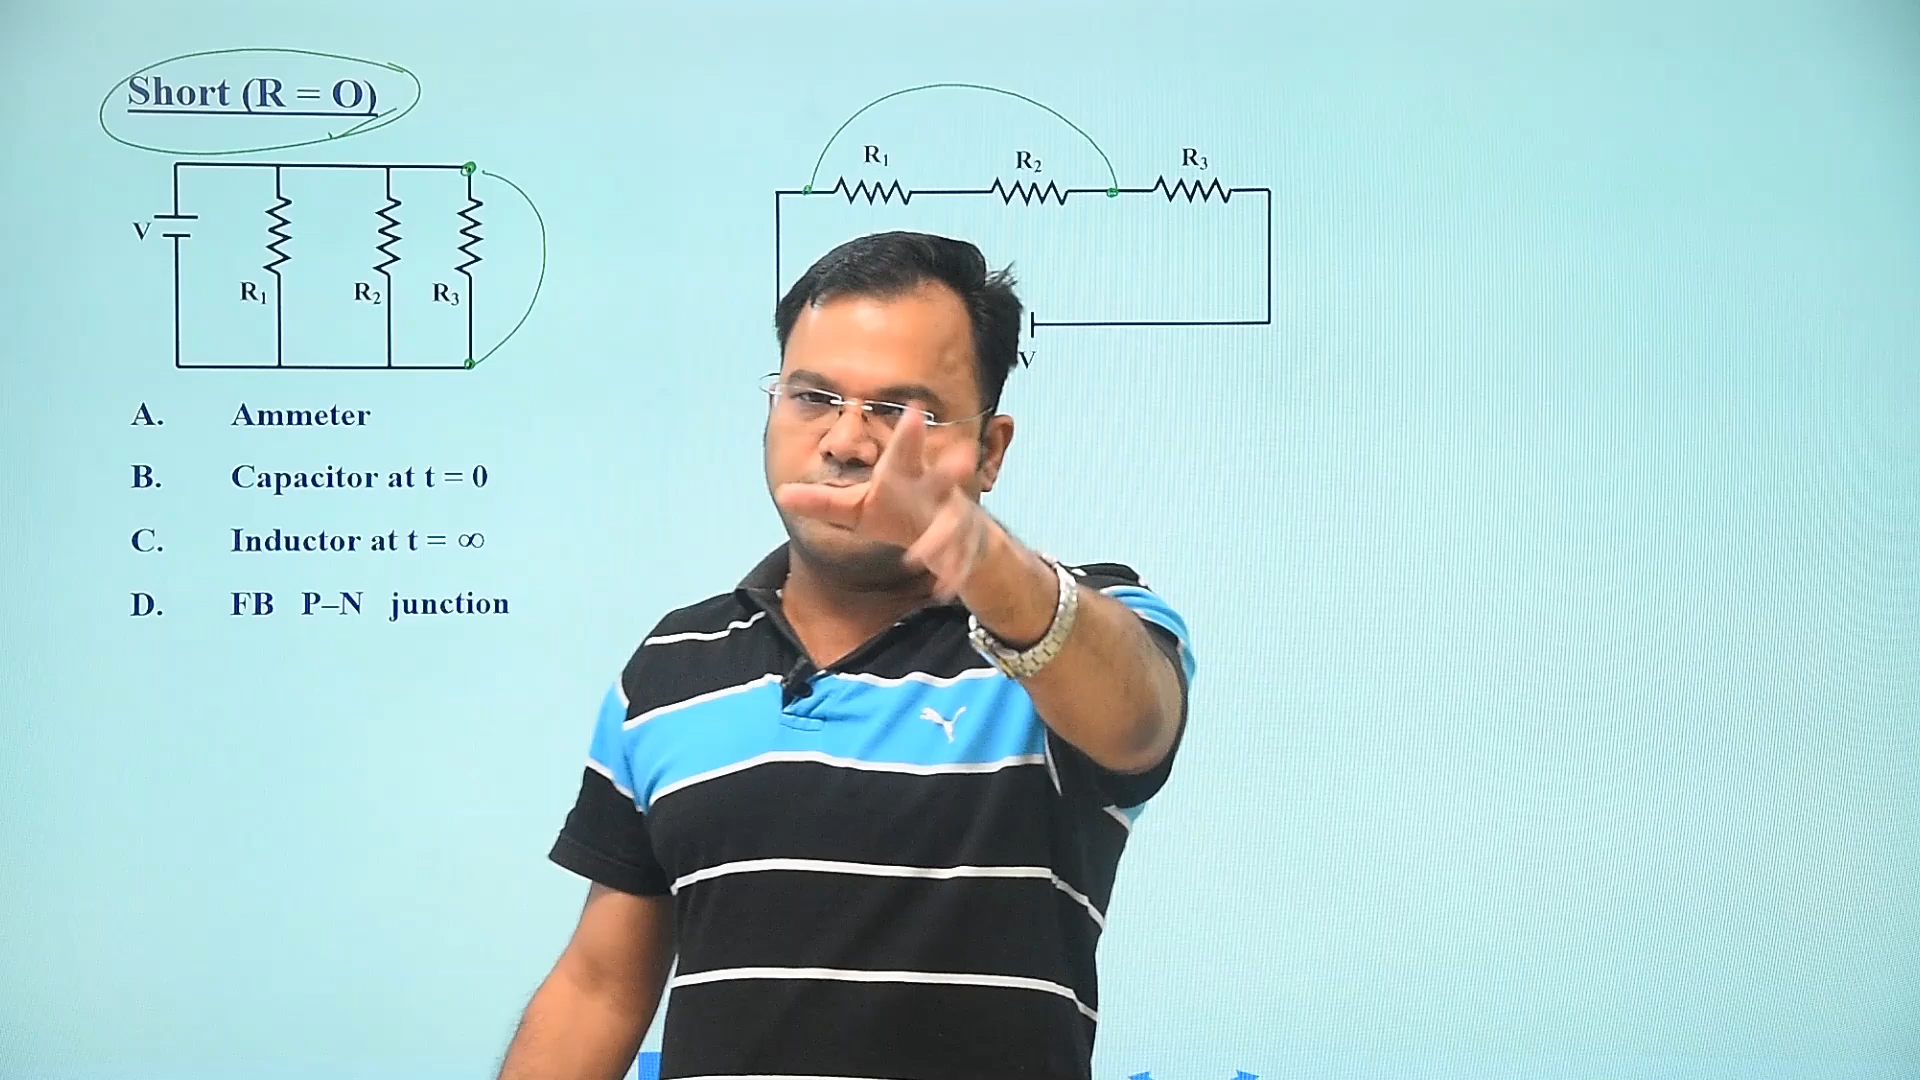 Short (R = O)
V
R1
R2
R3
R1
R2
R3
V
A. Ammeter
B. Capacitor at t = 0
C. Inductor at t = ∞
D. FB P–N junction